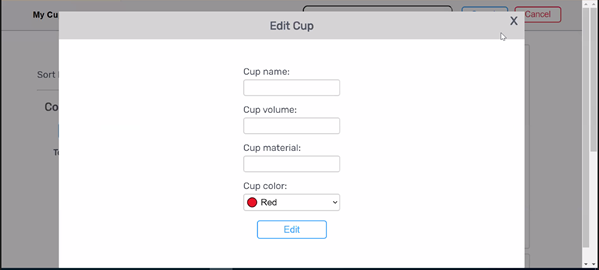 My Cu
Edit Cup
X
Cancel
Sort
Cup name:
Co
Cup volume:
Cup material:
Cup color:
Red
Edit